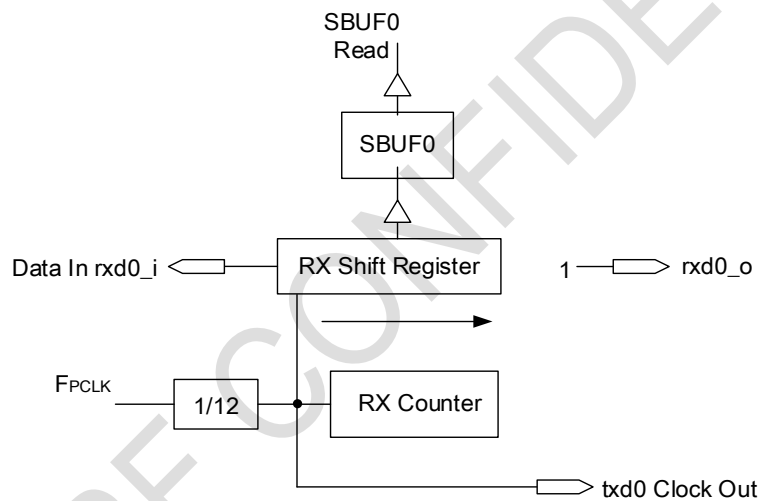 SBUF0
Read
SBUF0
Data In rxd0_i
RX Shift Register
1
rxd0_o
FPCLK
1/12
RX Counter
txd0 Clock Out
CONFIDE